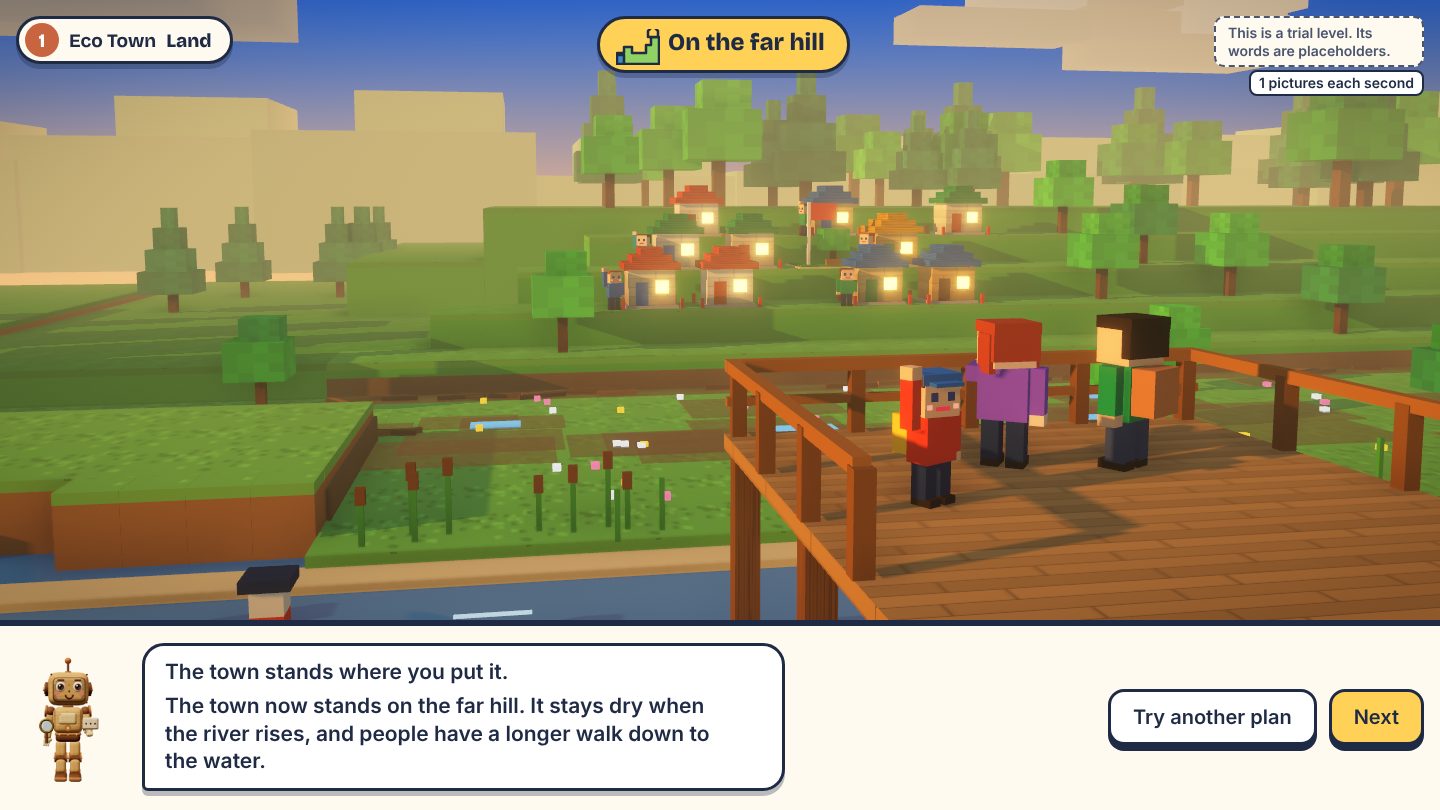 1 Eco Town Land
On the far hill
This is a trial level. Its
words are placeholders.
1 pictures each second
The town stands where you put it.
The town now stands on the far hill. It stays dry when
the river rises, and people have a longer walk down to
the water.
Try another plan
Next